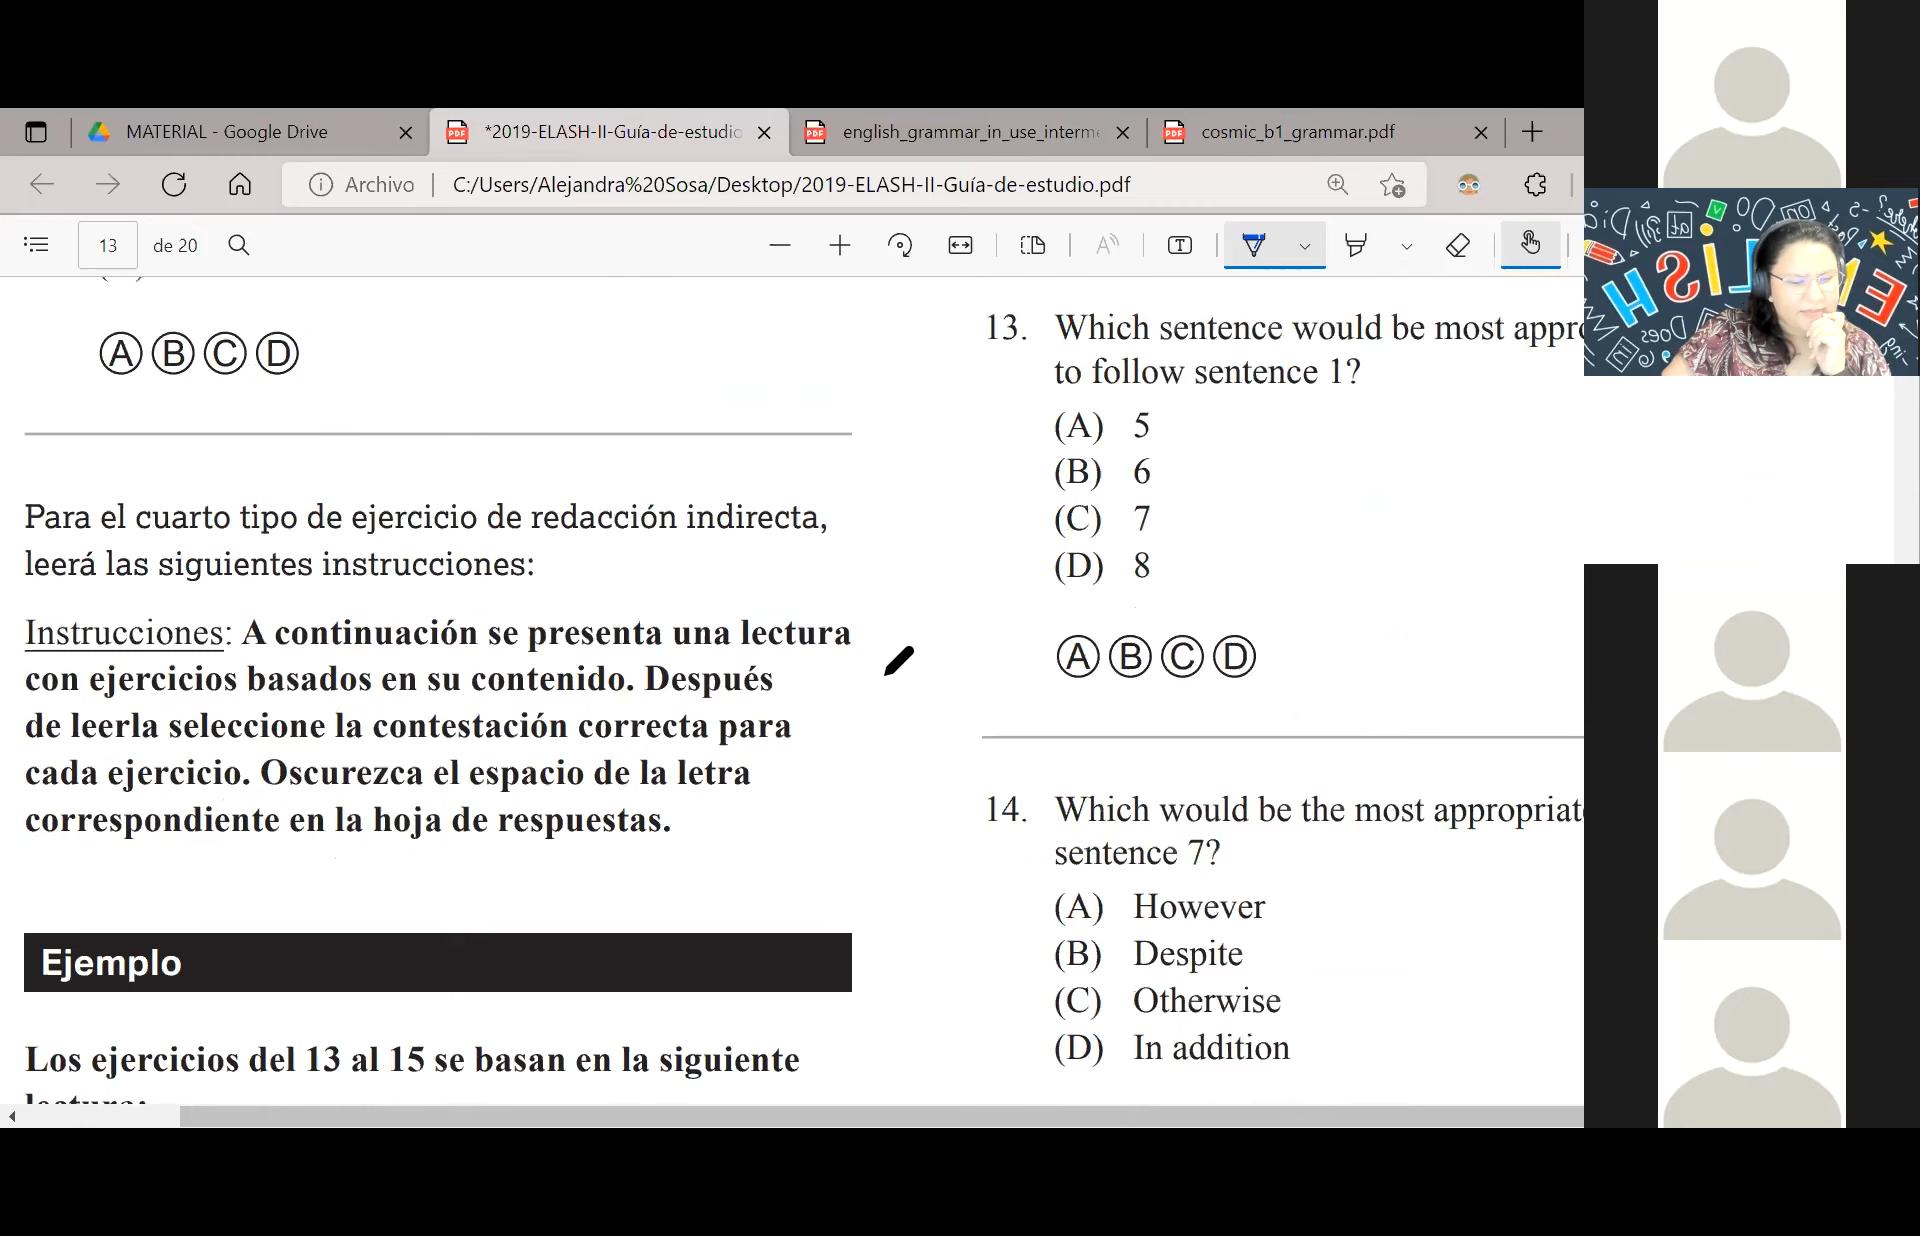 MATERIAL - Google Drive
*2019-ELASH-II-Guía-de-estudio
english_grammar_in_use_interme
cosmic_b1_grammar.pdf
Archivo
C:/Users/Alejandra%20Sosa/Desktop/2019-ELASH-II-Guía-de-estudio.pdf
13 de 20
A B C D
Para el cuarto tipo de ejercicio de redacción indirecta,
leerá las siguientes instrucciones:
Instrucciones: A continuación se presenta una lectura
con ejercicios basados en su contenido. Después
de leerla seleccione la contestación correcta para
cada ejercicio. Oscurezca el espacio de la letra
correspondiente en la hoja de respuestas.
Ejemplo
Los ejercicios del 13 al 15 se basan en la siguiente
lectura:
13. Which sentence would be most appro
to follow sentence 1?
(A) 5
(B) 6
(C) 7
(D) 8
A B C D
14. Which would be the most appropriat
sentence 7?
(A) However
(B) Despite
(C) Otherwise
(D) In addition